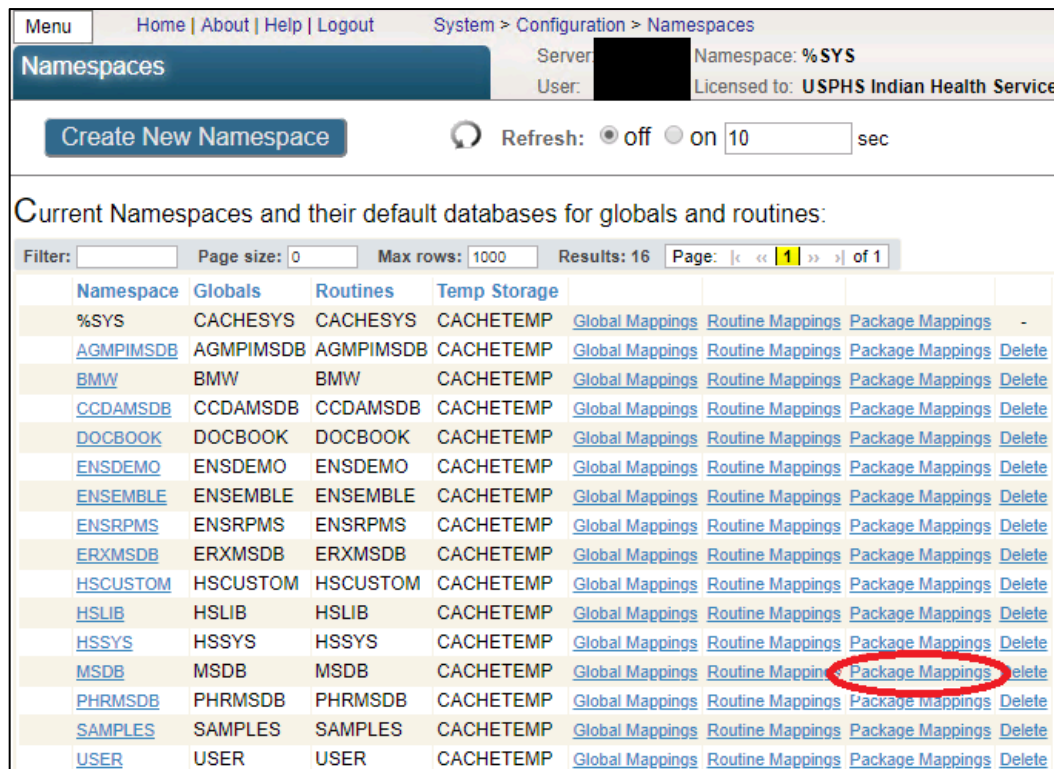 Menu Home | About | Help | Logout System > Configuration > Namespaces
Namespaces Server: Namespace: %SYS
User: Licensed to: USPHS Indian Health Service
Create New Namespace Refresh: off on 10 sec
Current Namespaces and their default databases for globals and routines:
Filter: Page size: 0 Max rows: 1000 Results: 16 Page: |‹ ‹‹ 1 ›› ›| of 1
Namespace Globals Routines Temp Storage
%SYS CACHESYS CACHESYS CACHETEMP Global Mappings Routine Mappings Package Mappings -
AGMPIMSDB AGMPIMSDB AGMPIMSDB CACHETEMP Global Mappings Routine Mappings Package Mappings Delete
BMW BMW BMW CACHETEMP Global Mappings Routine Mappings Package Mappings Delete
CCDAMSDB CCDAMSDB CCDAMSDB CACHETEMP Global Mappings Routine Mappings Package Mappings Delete
DOCBOOK DOCBOOK DOCBOOK CACHETEMP Global Mappings Routine Mappings Package Mappings Delete
ENSDEMO ENSDEMO ENSDEMO CACHETEMP Global Mappings Routine Mappings Package Mappings Delete
ENSEMBLE ENSEMBLE ENSEMBLE CACHETEMP Global Mappings Routine Mappings Package Mappings Delete
ENSRPMS ENSRPMS ENSRPMS CACHETEMP Global Mappings Routine Mappings Package Mappings Delete
ERXMSDB ERXMSDB ERXMSDB CACHETEMP Global Mappings Routine Mappings Package Mappings Delete
HSCUSTOM HSCUSTOM HSCUSTOM CACHETEMP Global Mappings Routine Mappings Package Mappings Delete
HSLIB HSLIB HSLIB CACHETEMP Global Mappings Routine Mappings Package Mappings Delete
HSSYS HSSYS HSSYS CACHETEMP Global Mappings Routine Mappings Package Mappings Delete
MSDB MSDB MSDB CACHETEMP Global Mappings Routine Mappings Package Mappings Delete
PHRMSDB PHRMSDB PHRMSDB CACHETEMP Global Mappings Routine Mappings Package Mappings Delete
SAMPLES SAMPLES SAMPLES CACHETEMP Global Mappings Routine Mappings Package Mappings Delete
USER USER USER CACHETEMP Global Mappings Routine Mappings Package Mappings Delete